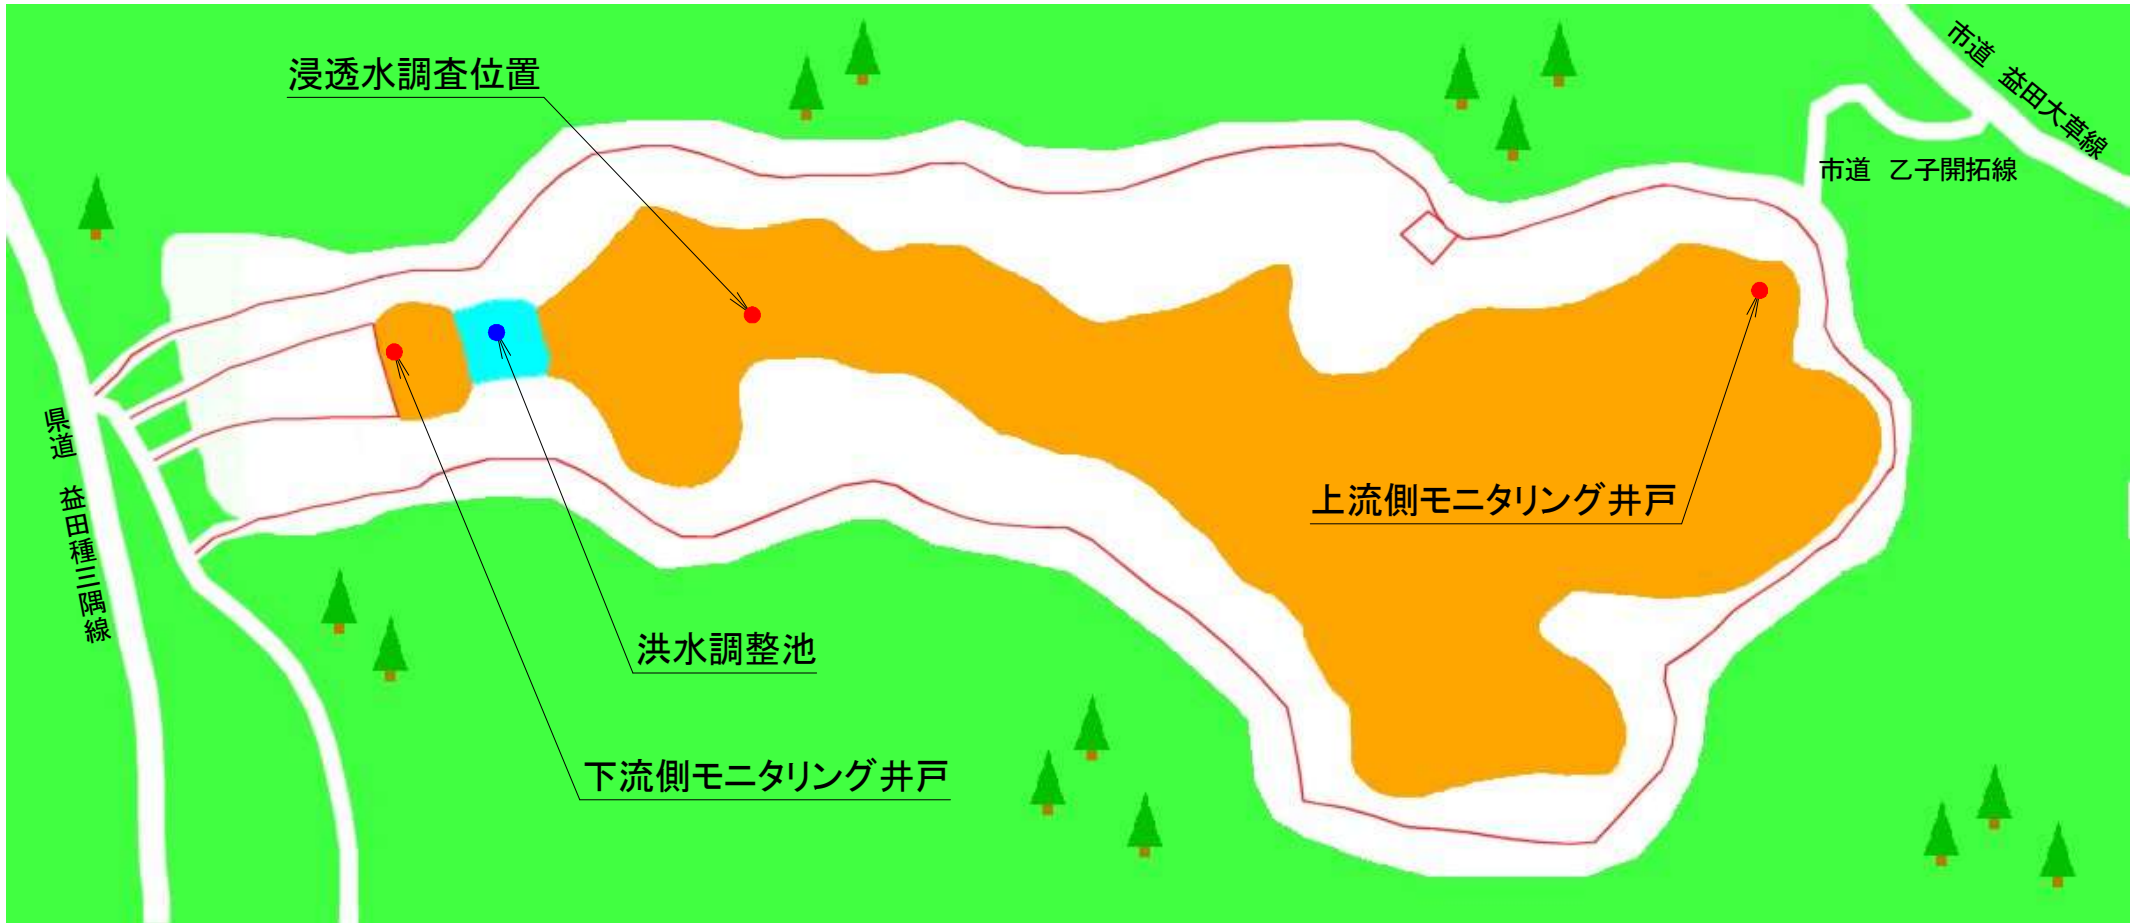 浸透水調査位置
市道 益田大草線
市道 乙子開拓線
県道 益田種三隅線
上流側モニタリング井戸
洪水調整池
下流側モニタリング井戸